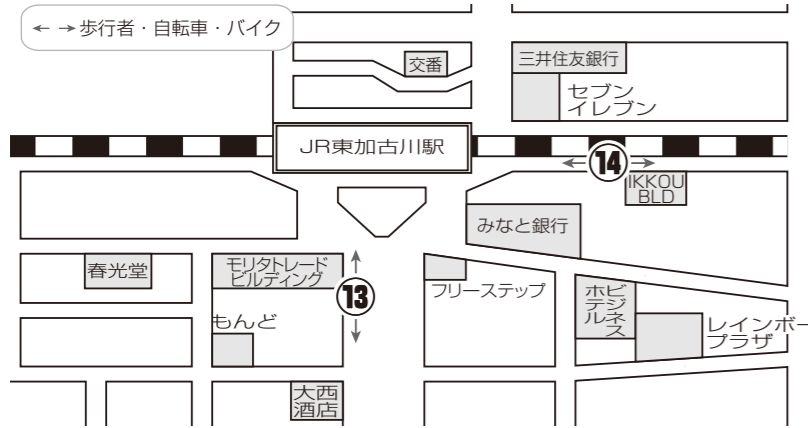 ← → 歩行者・自転車・バイク
交番
三井住友銀行
セブン
イレブン
JR東加古川駅
← 14 →
IKKOU
BLD
みなと銀行
春光堂
モリタトレード
ビルディング
13
フリーステップ
ビジネス
ホテル
もんど
レインボー
プラザ
大西
酒店